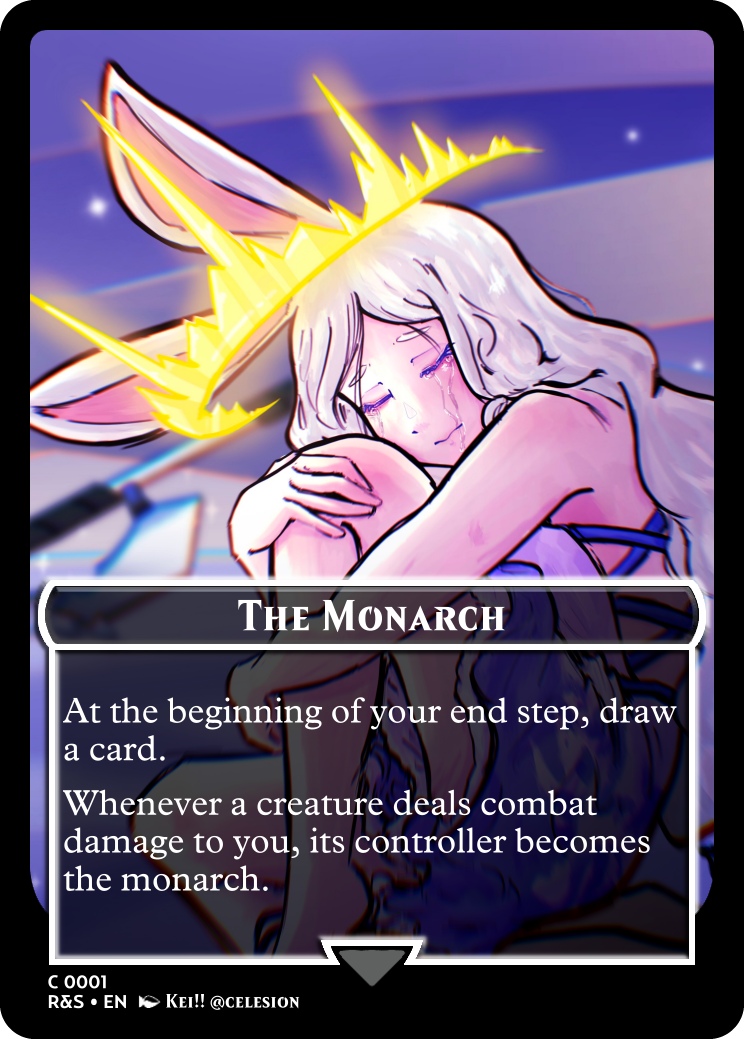 The Monarch
At the beginning of your end step, draw
a card.
Whenever a creature deals combat
damage to you, its controller becomes
the monarch.
C 0001
R&S • EN Kei!! @celesion